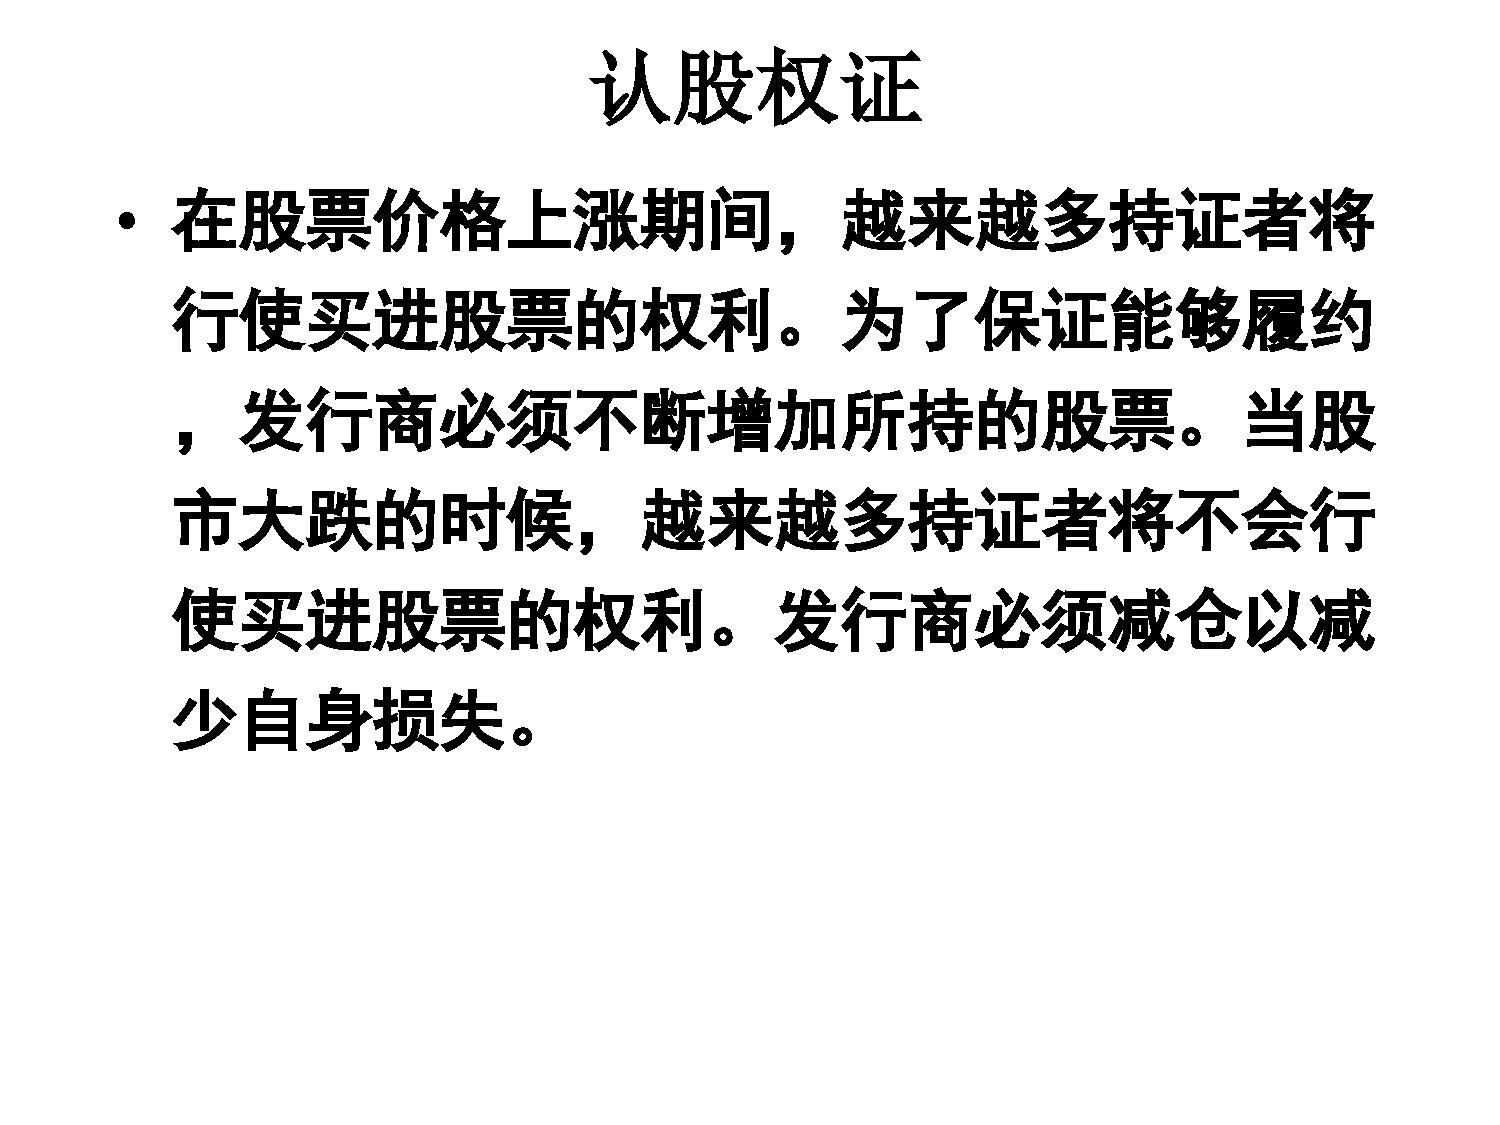 认股权证
• 在股票价格上涨期间，越来越多持证者将
行使买进股票的权利。为了保证能够履约
，发行商必须不断增加所持的股票。当股
市大跌的时候，越来越多持证者将不会行
使买进股票的权利。发行商必须减仓以减
少自身损失。